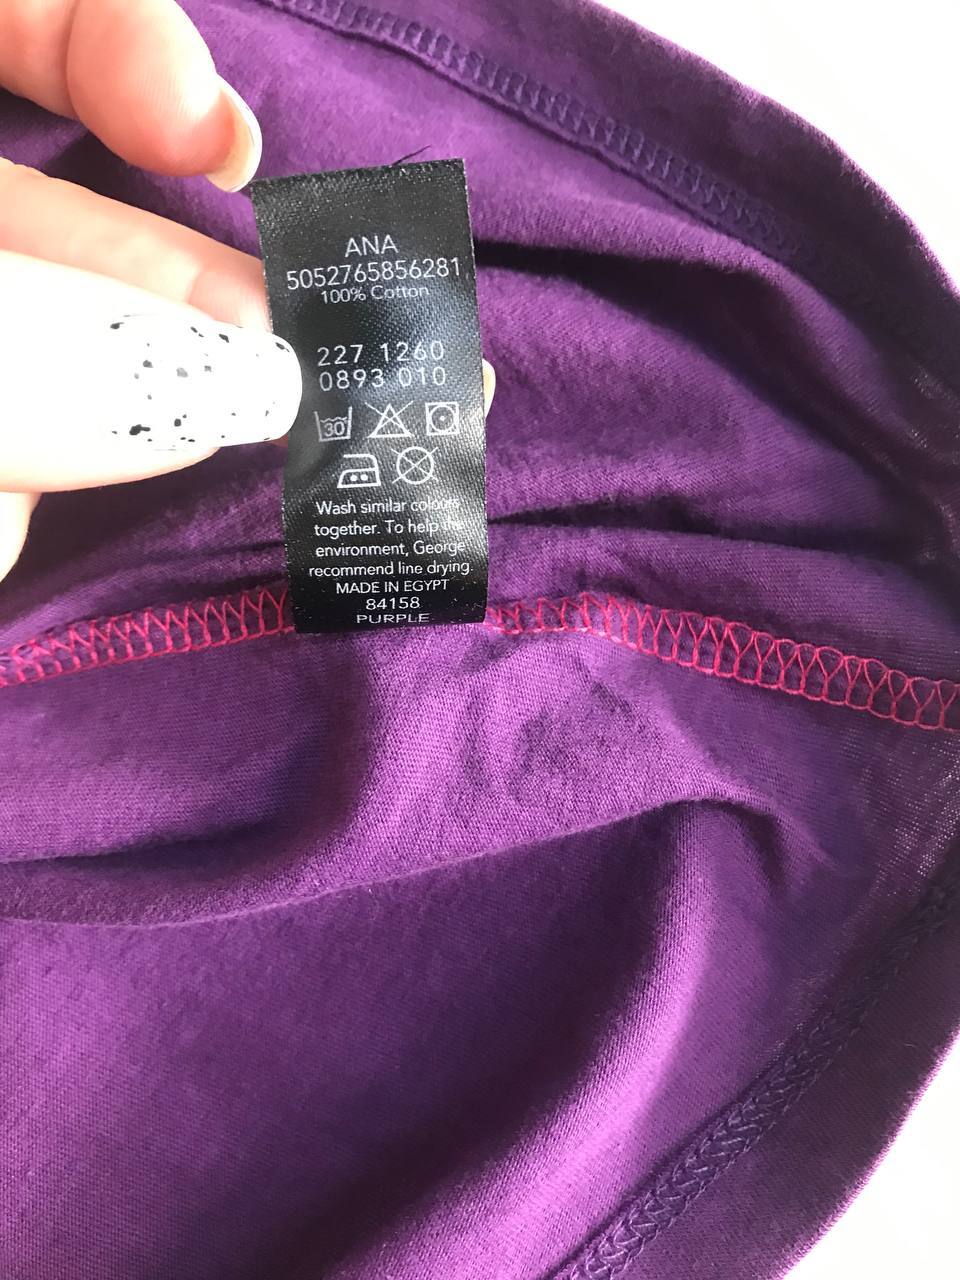 ANA
5052765856281
100% Cotton
227 1260
0893 010
30
Wash similar colours
together. To help the
environment, George
recommend line drying.
MADE IN EGYPT
84158
PURPLE